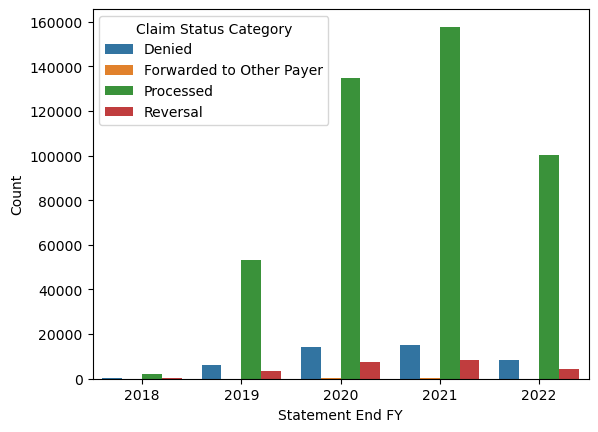 Claim Status Category
Denied
Forwarded to Other Payer
Processed
Reversal
160000
140000
120000
100000
80000
60000
40000
20000
0
Count
2018 2019 2020 2021 2022
Statement End FY